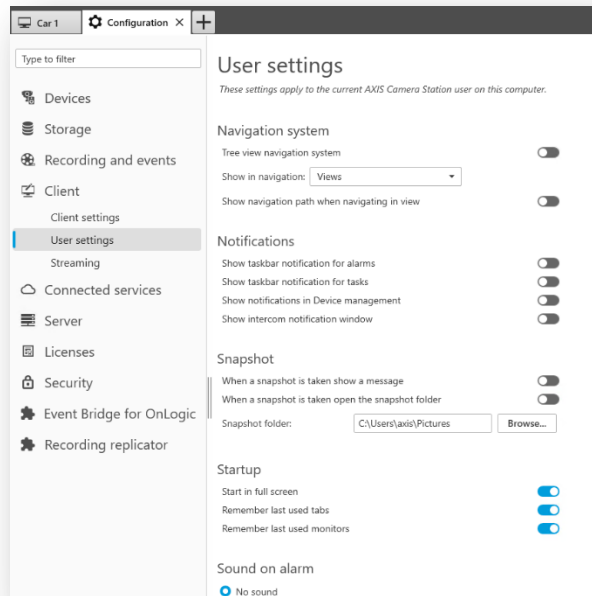 Car 1
Configuration
Type to filter
Devices
Storage
Recording and events
Client
Client settings
User settings
Streaming
Connected services
Server
Licenses
Security
Event Bridge for OnLogic
Recording replicator
User settings
These settings apply to the current AXIS Camera Station user on this computer.
Navigation system
Tree view navigation system
Show in navigation: Views
Show navigation path when navigating in view
Notifications
Show taskbar notification for alarms
Show taskbar notification for tasks
Show notifications in Device management
Show intercom notification window
Snapshot
When a snapshot is taken show a message
When a snapshot is taken open the snapshot folder
Snapshot folder: C:\Users\axis\Pictures Browse...
Startup
Start in full screen
Remember last used tabs
Remember last used monitors
Sound on alarm
No sound